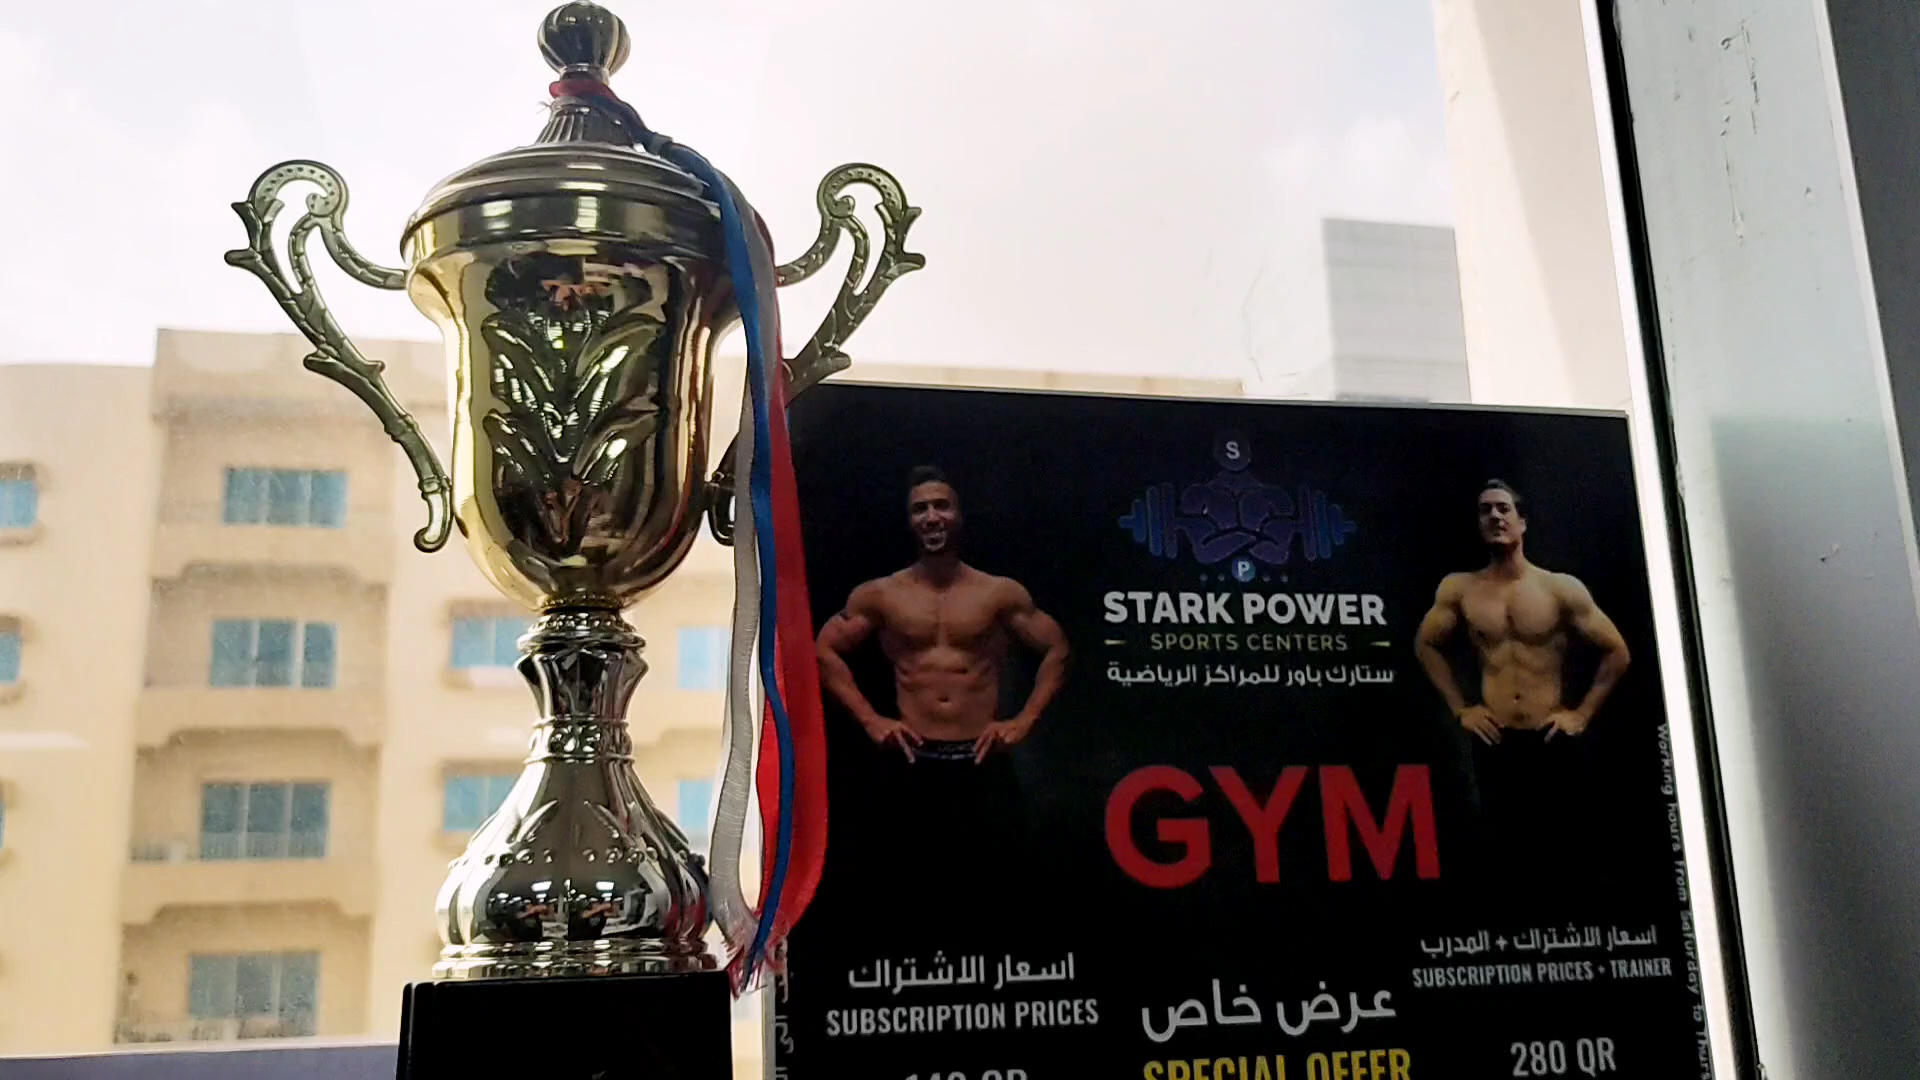 S
P
STARK POWER
SPORTS CENTERS
ستارك باور للمراكز الرياضية
GYM
اسعار الاشتراك
SUBSCRIPTION PRICES
عرض خاص
SPECIAL OFFER
اسعار الاشتراك + المدرب
SUBSCRIPTION PRICES + TRAINER
280 QR
Working hours from saturday to